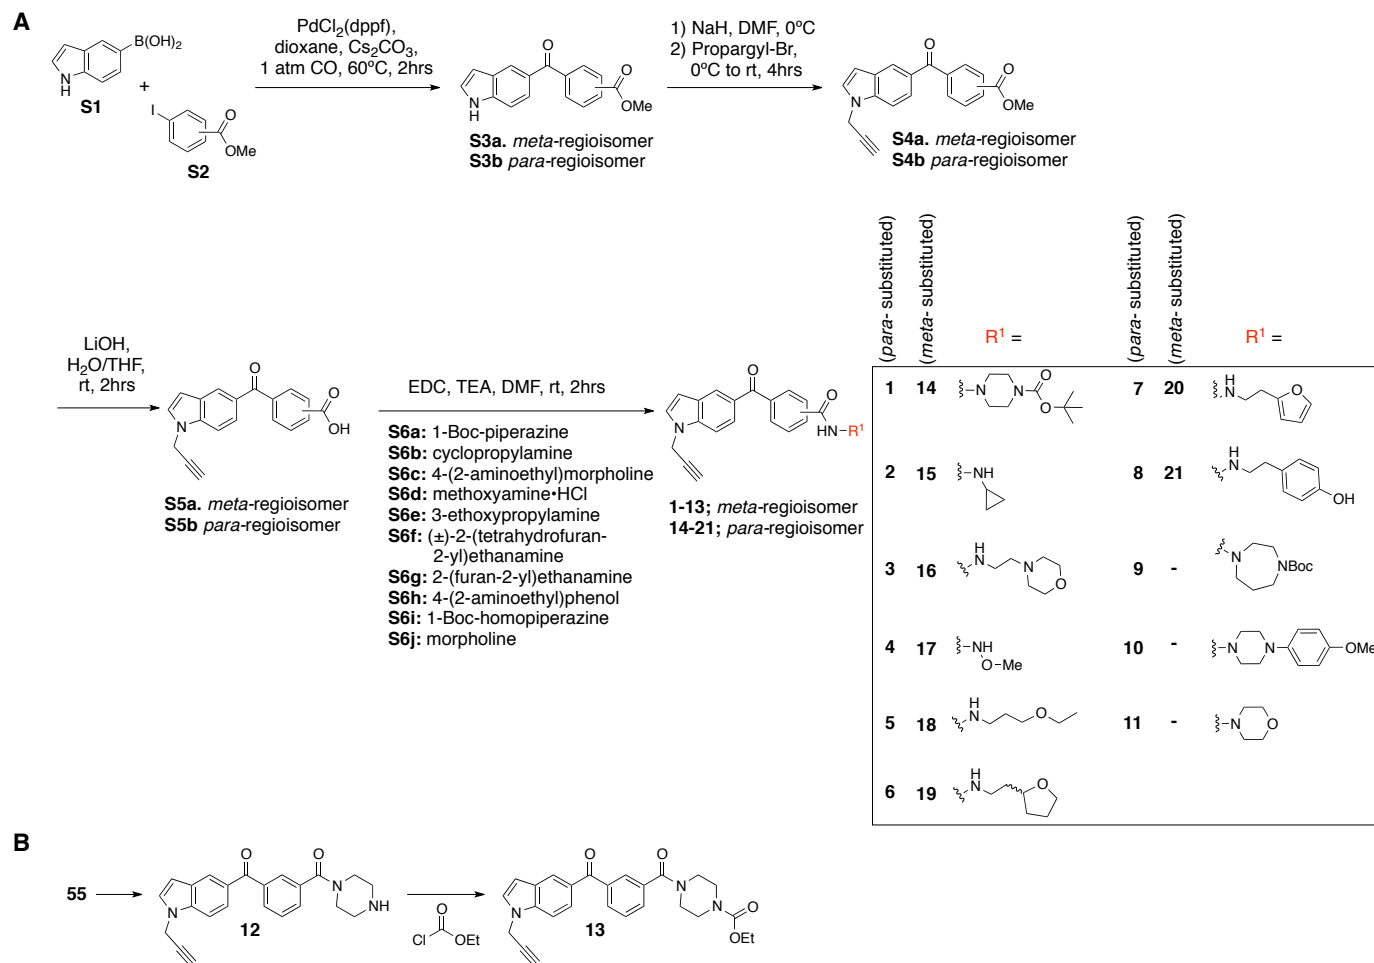 A
PdCl2(dppf),
dioxane, Cs2CO3,
1 atm CO, 60ºC, 2hrs
1) NaH, DMF, 0ºC
2) Propargyl-Br,
0ºC to rt, 4hrs
B(OH)2
N
H
S1
+
I
O
OMe
S2
O
O
OMe
N
H
S3a. meta-regioisomer
S3b para-regioisomer
O
O
OMe
N
S4a. meta-regioisomer
S4b para-regioisomer
LiOH,
H2O/THF,
rt, 2hrs
O
O
OH
N
S5a. meta-regioisomer
S5b para-regioisomer
EDC, TEA, DMF, rt, 2hrs
S6a: 1-Boc-piperazine
S6b: cyclopropylamine
S6c: 4-(2-aminoethyl)morpholine
S6d: methoxyamine•HCl
S6e: 3-ethoxypropylamine
S6f: (±)-2-(tetrahydrofuran-
2-yl)ethanamine
S6g: 2-(furan-2-yl)ethanamine
S6h: 4-(2-aminoethyl)phenol
S6i: 1-Boc-homopiperazine
S6j: morpholine
O
O
HN-R1
N
1-13; meta-regioisomer
14-21; para-regioisomer
(para- substituted)
(meta- substituted)
R1 =
(para- substituted)
(meta- substituted)
R1 =
1 14 N N O O
7 20 H N O
2 15 NH
8 21 H N OH
3 16 H N N O
9 - N NBoc
4 17 NH O-Me
10 - N N OMe
5 18 H N O
11 - N O
6 19 H N O
B
55
O O
N
NH
N
12
O
Cl OEt
O O
N
N O
OEt
N
13